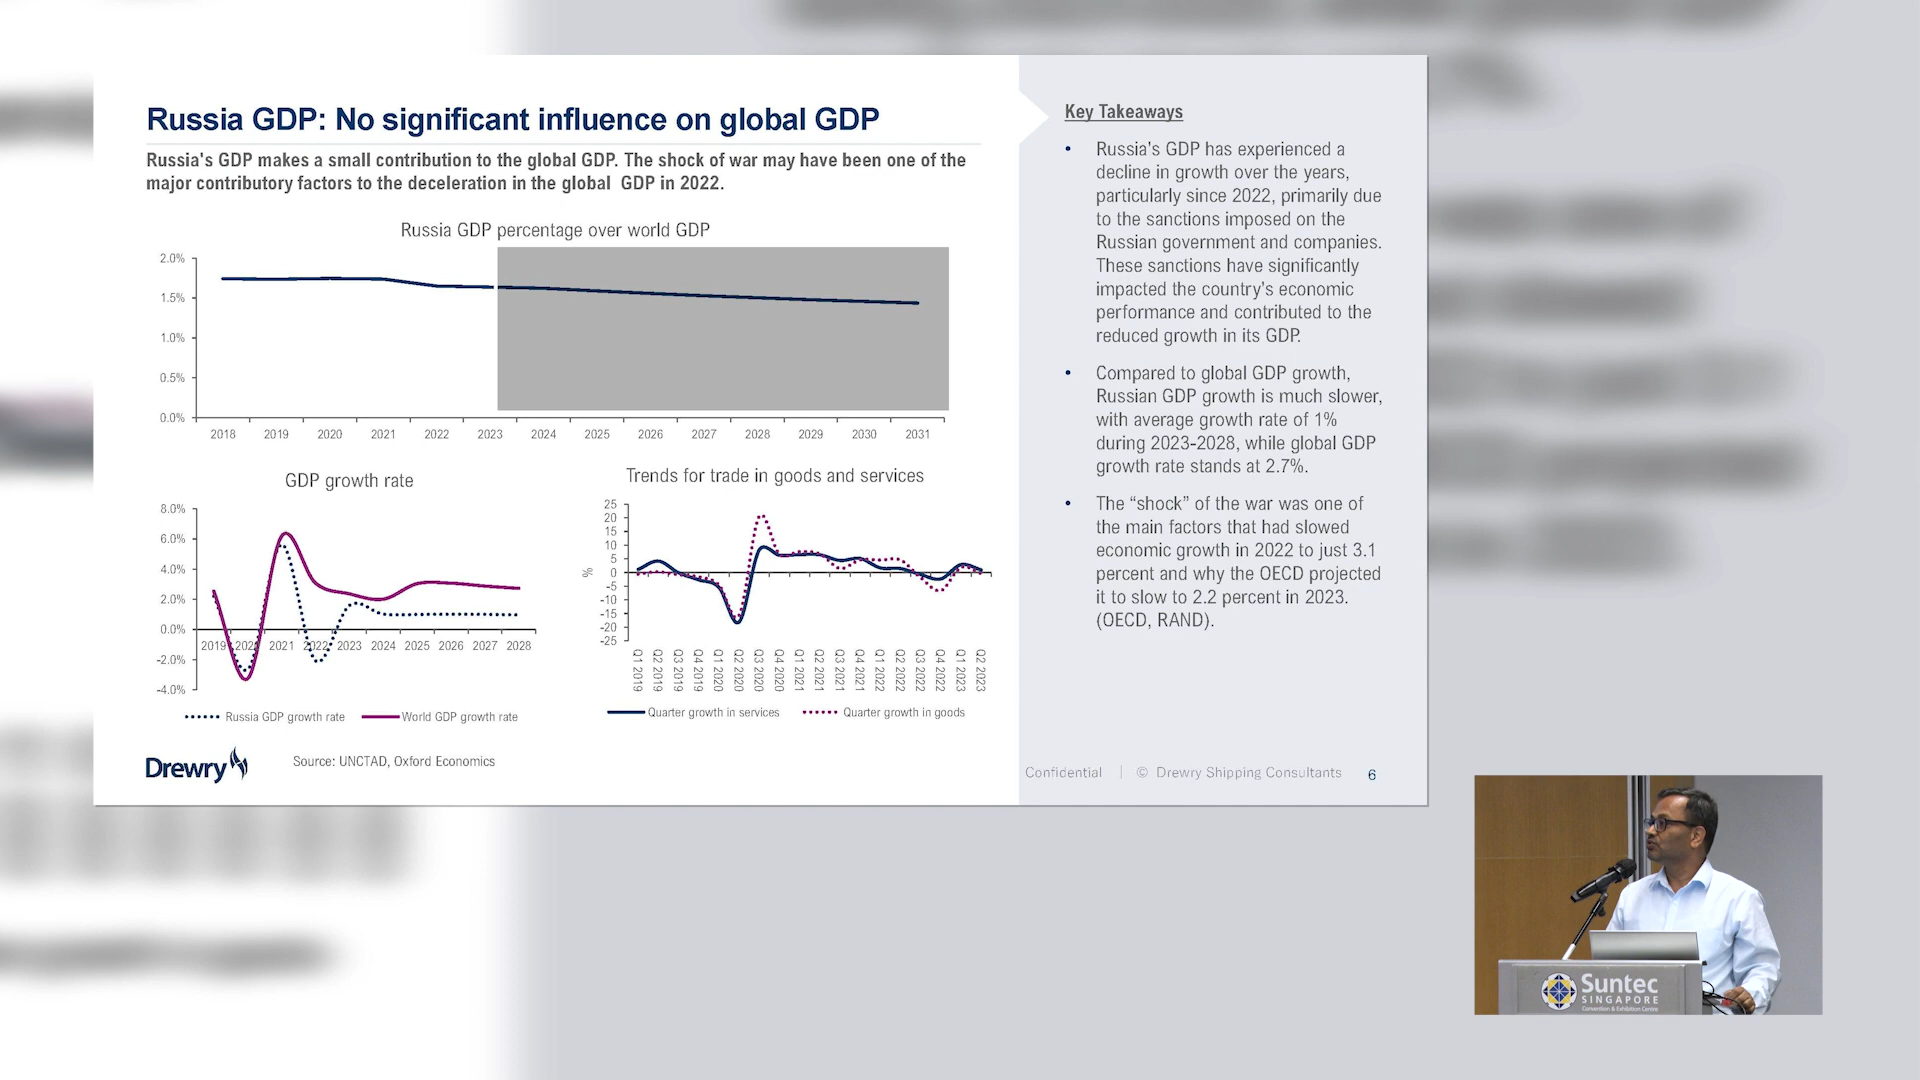 Russia GDP: No significant influence on global GDP
Russia's GDP makes a small contribution to the global GDP. The shock of war may have been one of the
major contributory factors to the deceleration in the global GDP in 2022.
Russia GDP percentage over world GDP
2.0%
1.5%
1.0%
0.5%
0.0%
2018 2019 2020 2021 2022 2023 2024 2025 2026 2027 2028 2029 2030 2031
GDP growth rate
8.0%
6.0%
4.0%
2.0%
0.0%
-2.0%
-4.0%
2019 2020 2021 2022 2023 2024 2025 2026 2027 2028
Russia GDP growth rate World GDP growth rate
Trends for trade in goods and services
%
25
20
15
10
5
0
-5
-10
-15
-20
-25
Q1 2019 Q2 2019 Q3 2019 Q4 2019 Q1 2020 Q2 2020 Q3 2020 Q4 2020 Q1 2021 Q2 2021 Q3 2021 Q4 2021 Q1 2022 Q2 2022 Q3 2022 Q4 2022 Q1 2023 Q2 2023
Quarter growth in services Quarter growth in goods
Drewry
Source: UNCTAD, Oxford Economics
Key Takeaways
• Russia's GDP has experienced a
decline in growth over the years,
particularly since 2022, primarily due
to the sanctions imposed on the
Russian government and companies.
These sanctions have significantly
impacted the country's economic
performance and contributed to the
reduced growth in its GDP.
• Compared to global GDP growth,
Russian GDP growth is much slower,
with average growth rate of 1%
during 2023-2028, while global GDP
growth rate stands at 2.7%.
• The “shock” of the war was one of
the main factors that had slowed
economic growth in 2022 to just 3.1
percent and why the OECD projected
it to slow to 2.2 percent in 2023.
(OECD, RAND).
Confidential | © Drewry Shipping Consultants 6
Suntec
SINGAPORE
Convention & Exhibition Centre